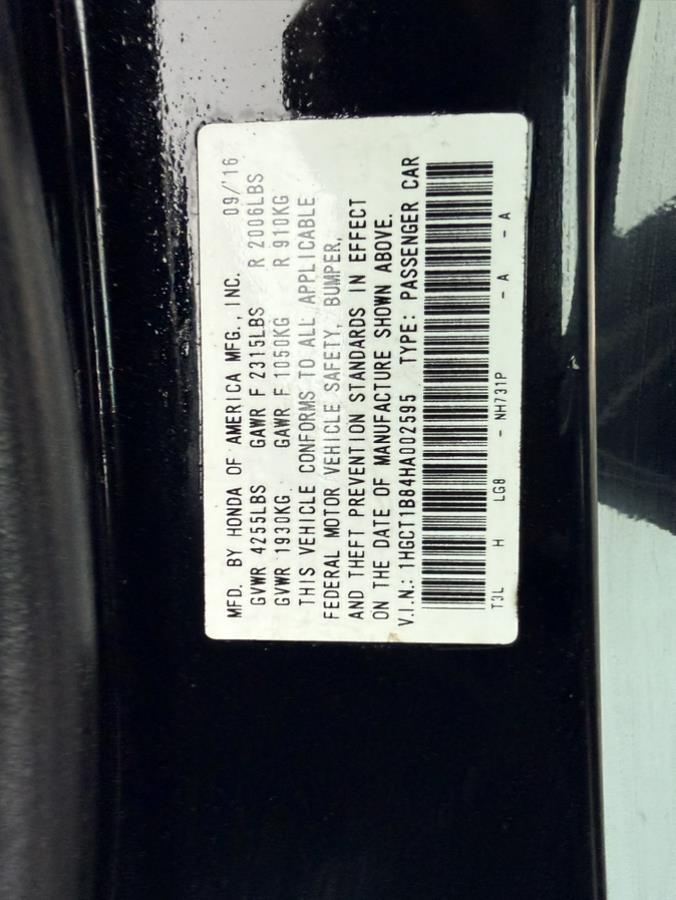 MFD. BY HONDA OF AMERICA MFG., INC. 09/'16
GVWR 4255LBS GAWR F 2315LBS R 2006LBS
GVWR 1930KG GAWR F 1050KG R 910KG
THIS VEHICLE CONFORMS TO ALL APPLICABLE
FEDERAL MOTOR VEHICLE SAFETY, BUMPER,
AND THEFT PREVENTION STANDARDS IN EFFECT
ON THE DATE OF MANUFACTURE SHOWN ABOVE.
V.I.N.: 1HGCT1B84HA002595 TYPE: PASSENGER CAR
T3L H LG8 - NH731P - A - A